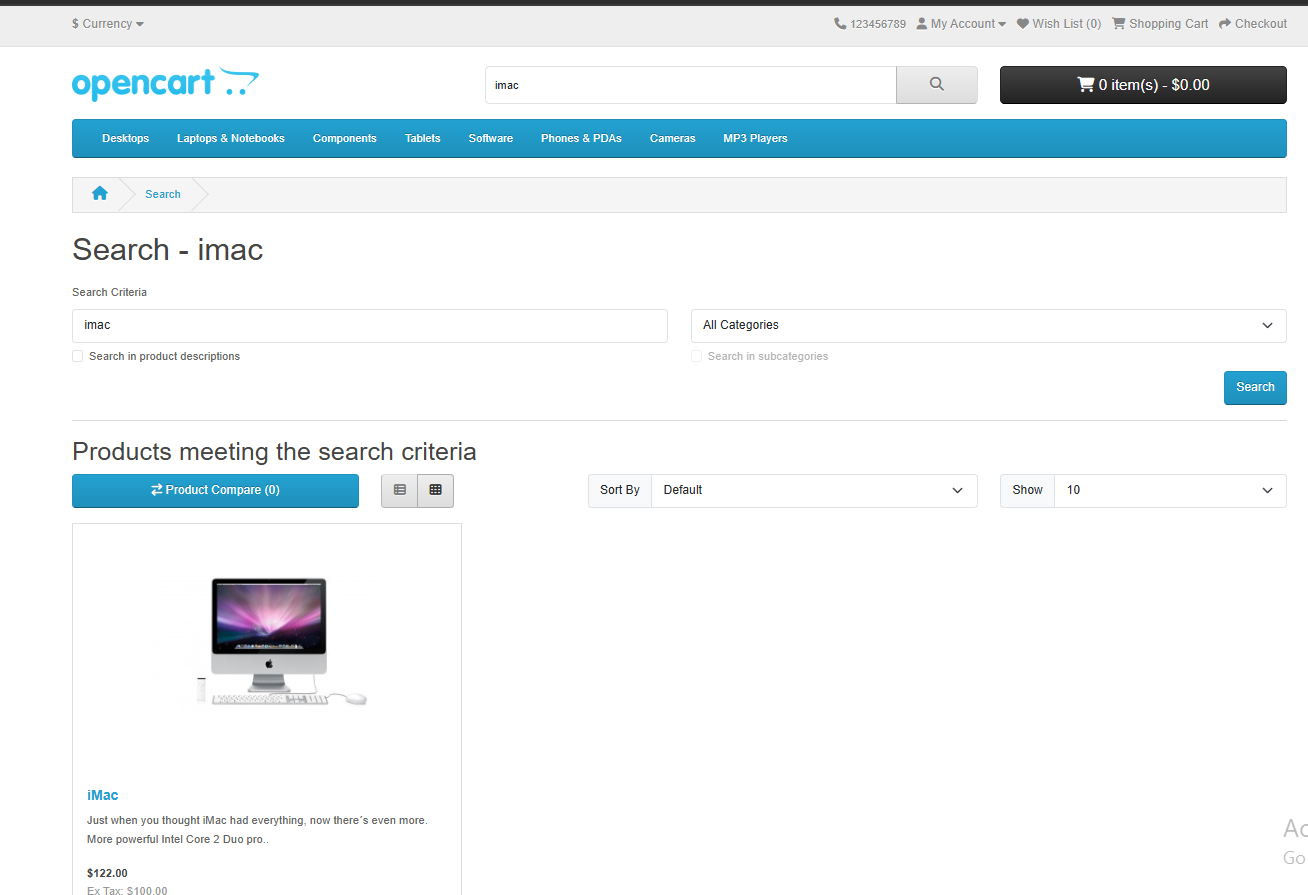 $ Currency
123456789 My Account Wish List (0) Shopping Cart Checkout
opencart
imac
0 item(s) - $0.00
Desktops Laptops & Notebooks Components Tablets Software Phones & PDAs Cameras MP3 Players
Search
Search - imac
Search Criteria
imac
All Categories
Search in product descriptions
Search in subcategories
Search
Products meeting the search criteria
Product Compare (0)
Sort By Default
Show 10
iMac
Just when you thought iMac had everything, now there´s even more.
More powerful Intel Core 2 Duo pro..
$122.00
Ex Tax: $100.00
Go